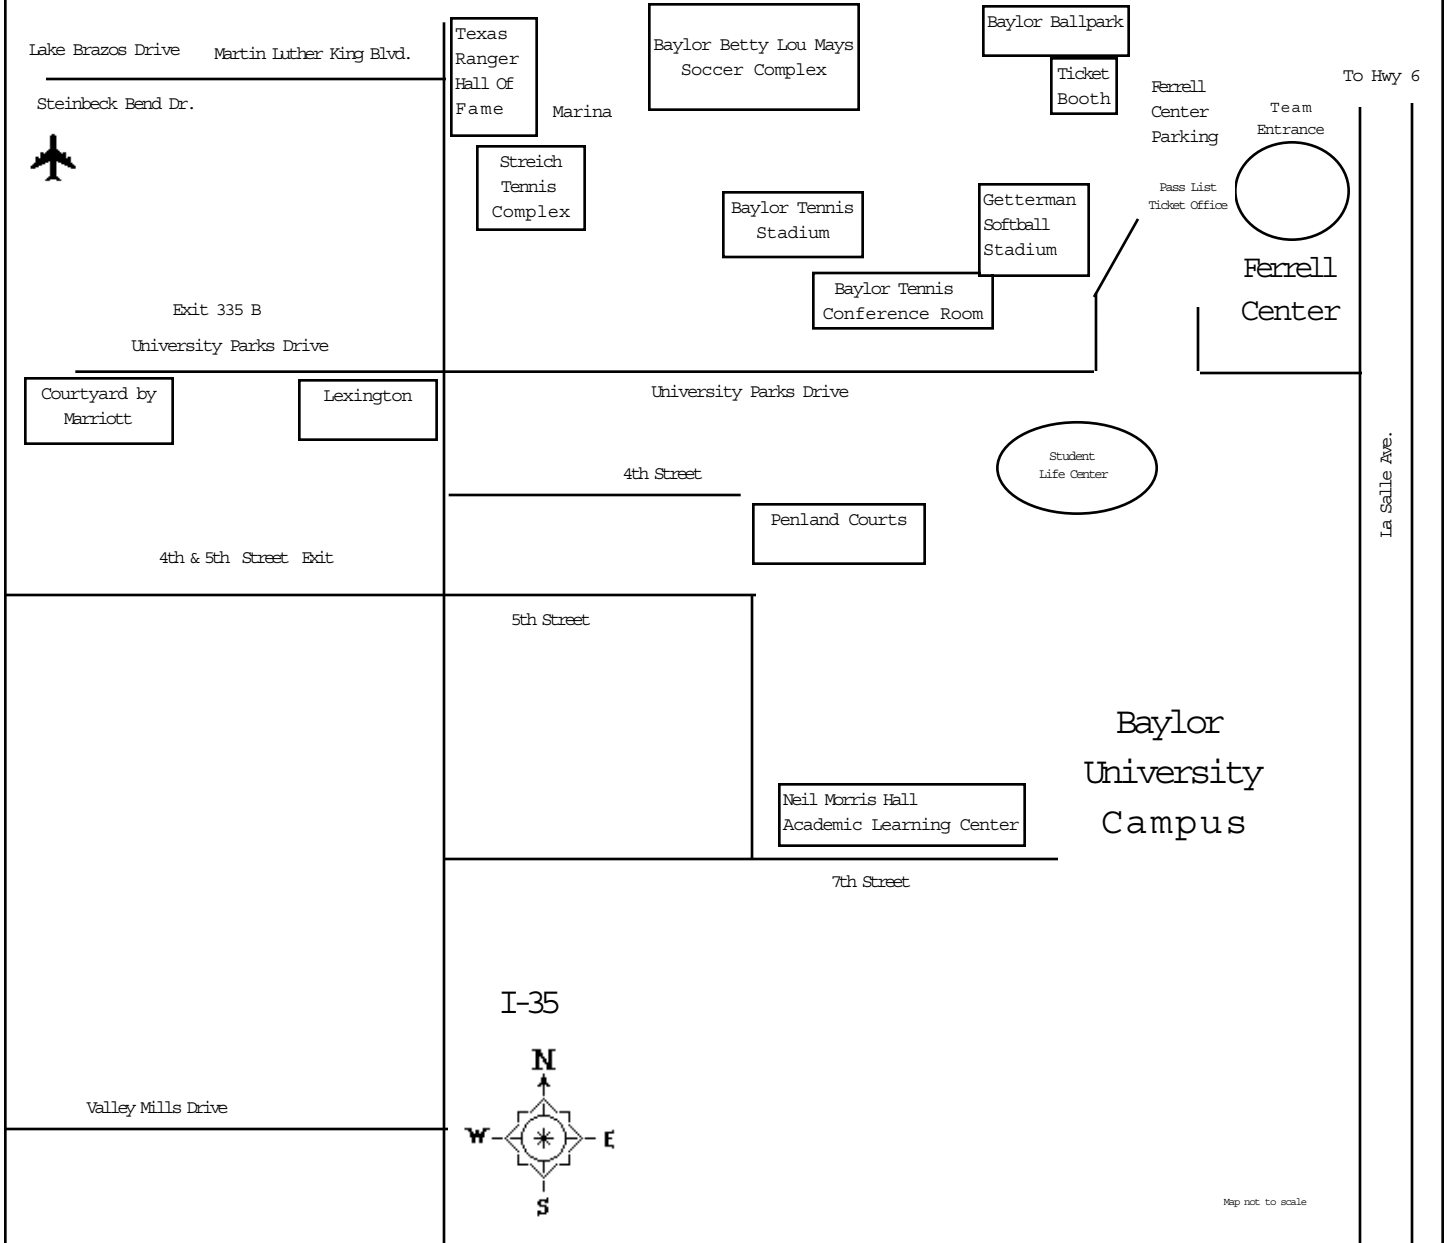 Lake Brazos Drive
Martin Luther King Blvd.
Steinbeck Bend Dr.
Texas
Ranger
Hall Of
Fame
Marina
Baylor Betty Lou Mays
Soccer Complex
Baylor Ballpark
Ticket
Booth
Ferrell
Center
Parking
Team
Entrance
To Hwy 6
Streich
Tennis
Complex
Baylor Tennis
Stadium
Getterman
Softball
Stadium
Pass List
Ticket Office
Ferrell
Center
Baylor Tennis
Conference Room
Exit 335 B
University Parks Drive
Courtyard by
Marriott
Lexington
University Parks Drive
4th Street
Student
Life Center
La Salle Ave.
Penland Courts
4th & 5th Street Exit
5th Street
Baylor
University
Campus
Neil Morris Hall
Academic Learning Center
7th Street
I-35
N
W
E
S
Valley Mills Drive
Map not to scale